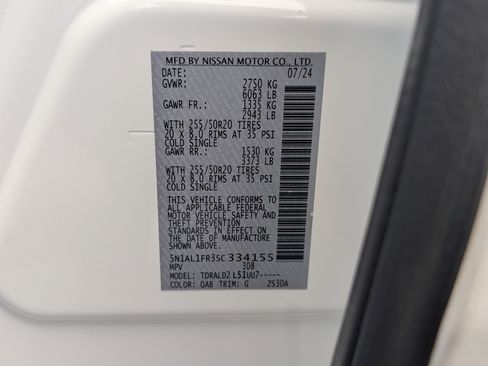 MFD BY NISSAN MOTOR CO., LTD.
DATE: 07/24
GVWR: 2750 KG
6063 LB
GAWR FR.: 1335 KG
2943 LB
WITH 255/50R20 TIRES
20 x 8.0 RIMS AT 35 PSI
COLD SINGLE
GAWR RR.: 1530 KG
3373 LB
WITH 255/50R20 TIRES
20 x 8.0 RIMS AT 35 PSI
COLD SINGLE
THIS VEHICLE CONFORMS TO
ALL APPLICABLE FEDERAL
MOTOR VEHICLE SAFETY AND
THEFT PREVENTION
STANDARDS IN EFFECT ON
THE DATE OF MANUFACTURE
SHOWN ABOVE.
5N1AL1FR3SC334155
MPV 308
MODEL: TDRALD2 L51UU7-----
COLOR: QAB TRIM: G ZS30A